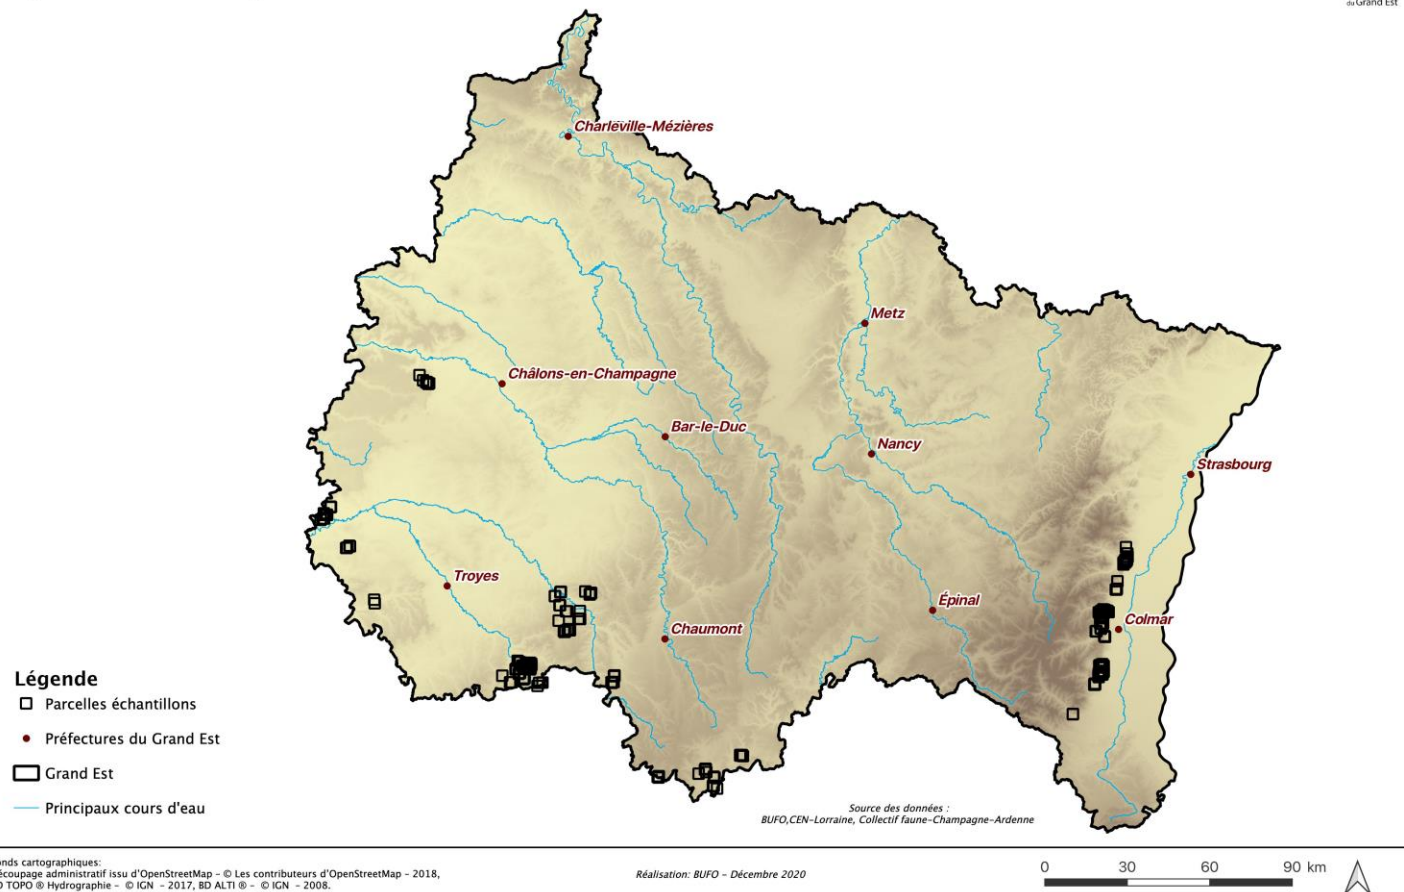 du Grand Est
Charleville-Mézières
Metz
Châlons-en-Champagne
Bar-le-Duc
Nancy
Strasbourg
Troyes
Épinal
Colmar
Chaumont
Légende
Parcelles échantillons
Préfectures du Grand Est
Grand Est
Principaux cours d'eau
Source des données :
BUFO,CEN-Lorraine, Collectif faune-Champagne-Ardenne
onds cartographiques:
écoupage administratif issu d'OpenStreetMap - © Les contributeurs d'OpenStreetMap - 2018,
D TOPO ® Hydrographie - © IGN - 2017, BD ALTI ® - © IGN - 2008.
Réalisation: BUFO - Décembre 2020
0 30 60 90 km